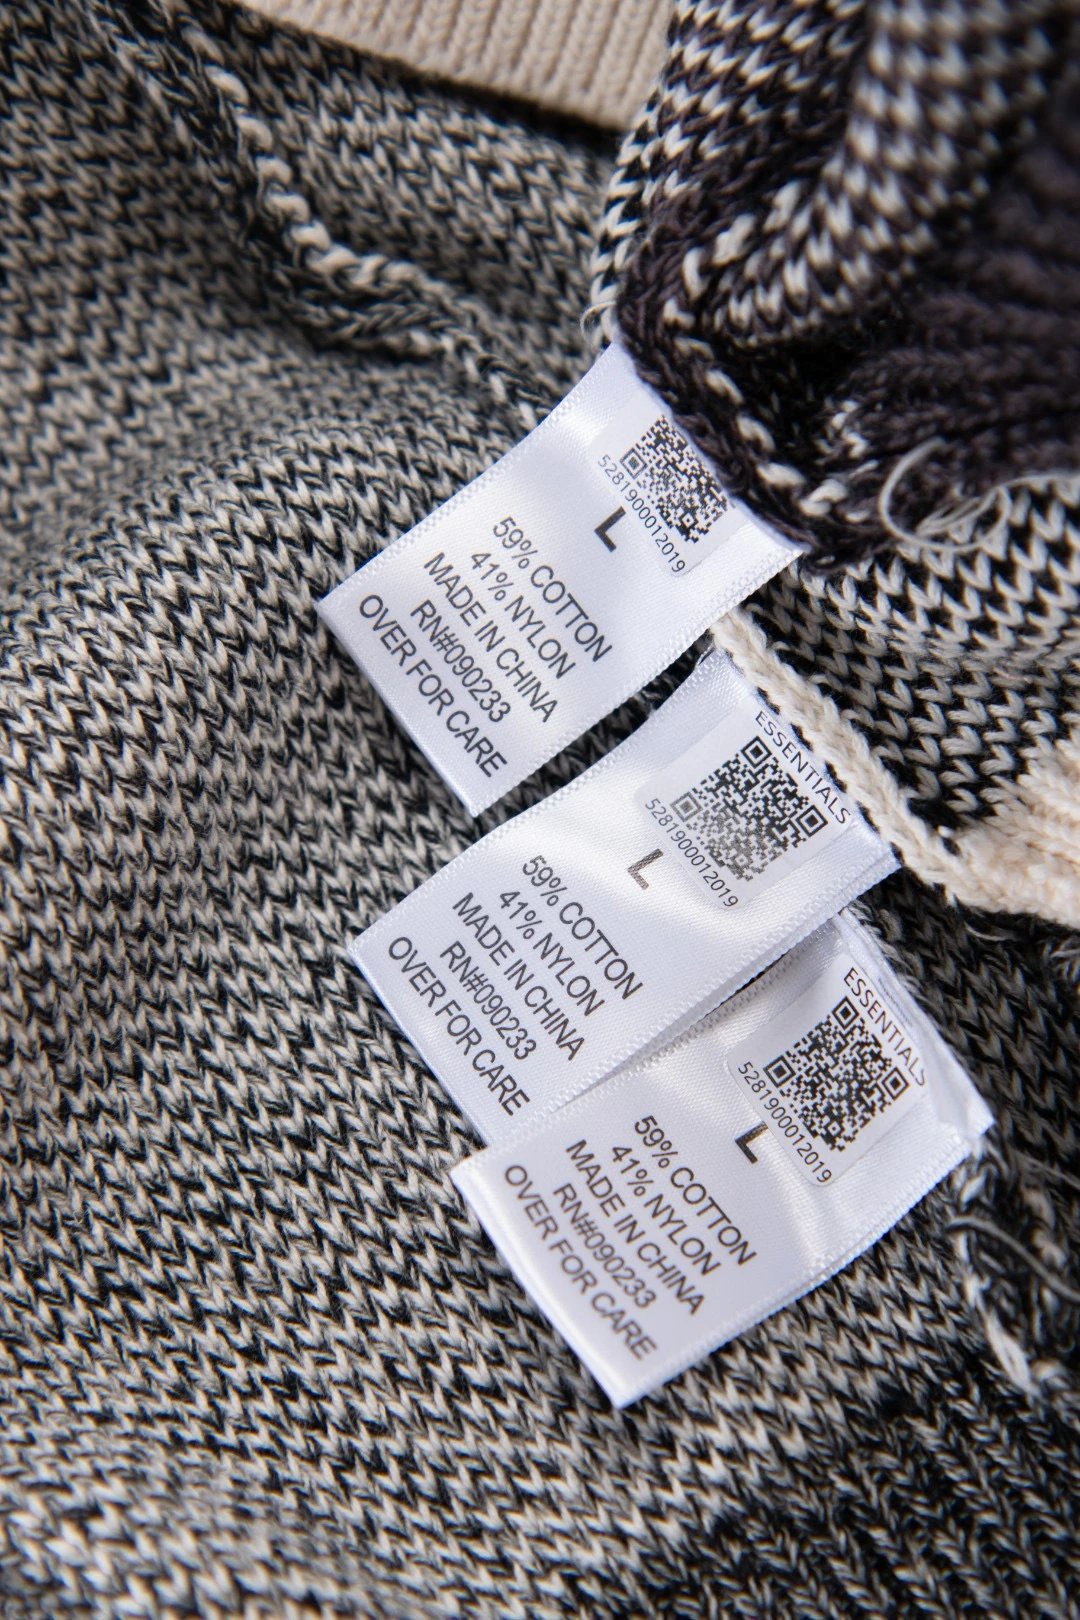 5281900012019
L
59% COTTON
41% NYLON
MADE IN CHINA
RN#090233
OVER FOR CARE
ESSENTIALS
5281900012019
L
59% COTTON
41% NYLON
MADE IN CHINA
RN#090233
OVER FOR CARE
ESSENTIALS
5281900012019
L
59% COTTON
41% NYLON
MADE IN CHINA
RN#090233
OVER FOR CARE